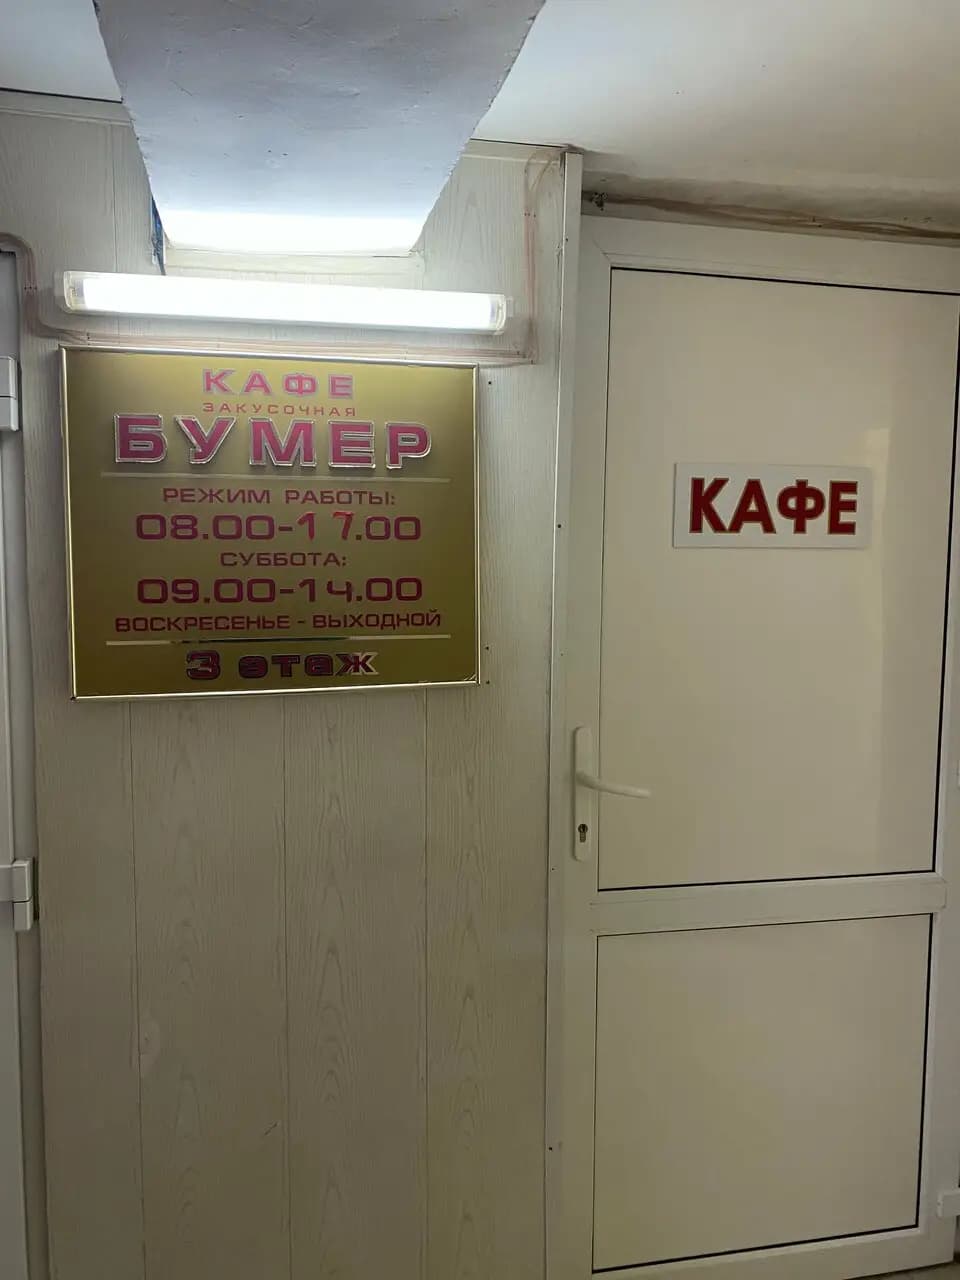 КАФЕ
ЗАКУСОЧНАЯ
БУМЕР
РЕЖИМ РАБОТЫ:
08.00-17.00
СУББОТА:
09.00-14.00
ВОСКРЕСЕНЬЕ - ВЫХОДНОЙ
3 этаж
КАФЕ